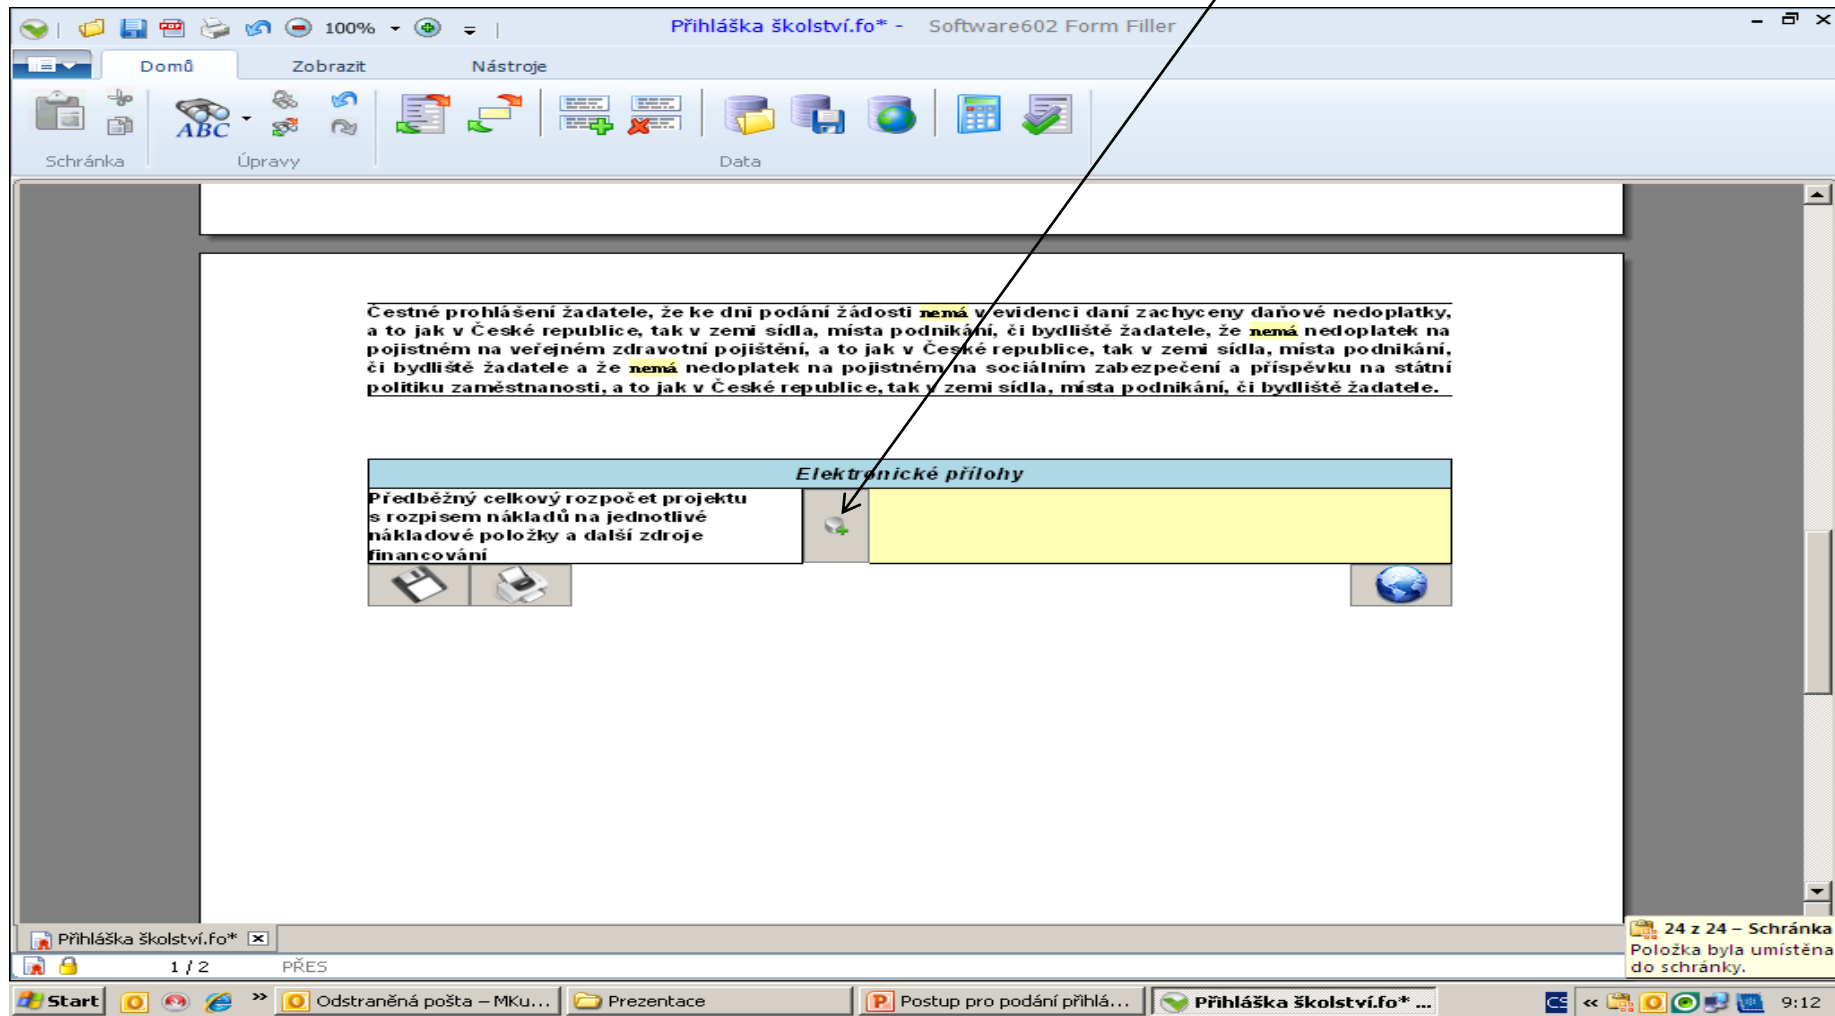 100%
Přihláška školství.fo* - Software602 Form Filler
Domů Zobrazit Nástroje
ABC
Schránka Úpravy Data
Čestné prohlášení žadatele, že ke dni podání žádosti nemá v evidenci daní zachyceny daňové nedoplatky,
a to jak v České republice, tak v zemi sídla, místa podnikání, či bydliště žadatele, že nemá nedoplatek na
pojistném na veřejném zdravotní pojištění, a to jak v České republice, tak v zemi sídla, místa podnikání,
či bydliště žadatele a že nemá nedoplatek na pojistném na sociálním zabezpečení a příspěvku na státní
politiku zaměstnanosti, a to jak v České republice, tak v zemi sídla, místa podnikání, či bydliště žadatele.
Elektronické přílohy
Předběžný celkový rozpočet projektu
s rozpisem nákladů na jednotlivé
nákladové položky a další zdroje
financování
Přihláška školství.fo*
24 z 24 – Schránka
Položka byla umístěna
do schránky.
1 / 2 PŘES
Start » Odstraněná pošta – MKu... Prezentace Postup pro podání přihlá... Přihláška školství.fo* ... CS « 9:12